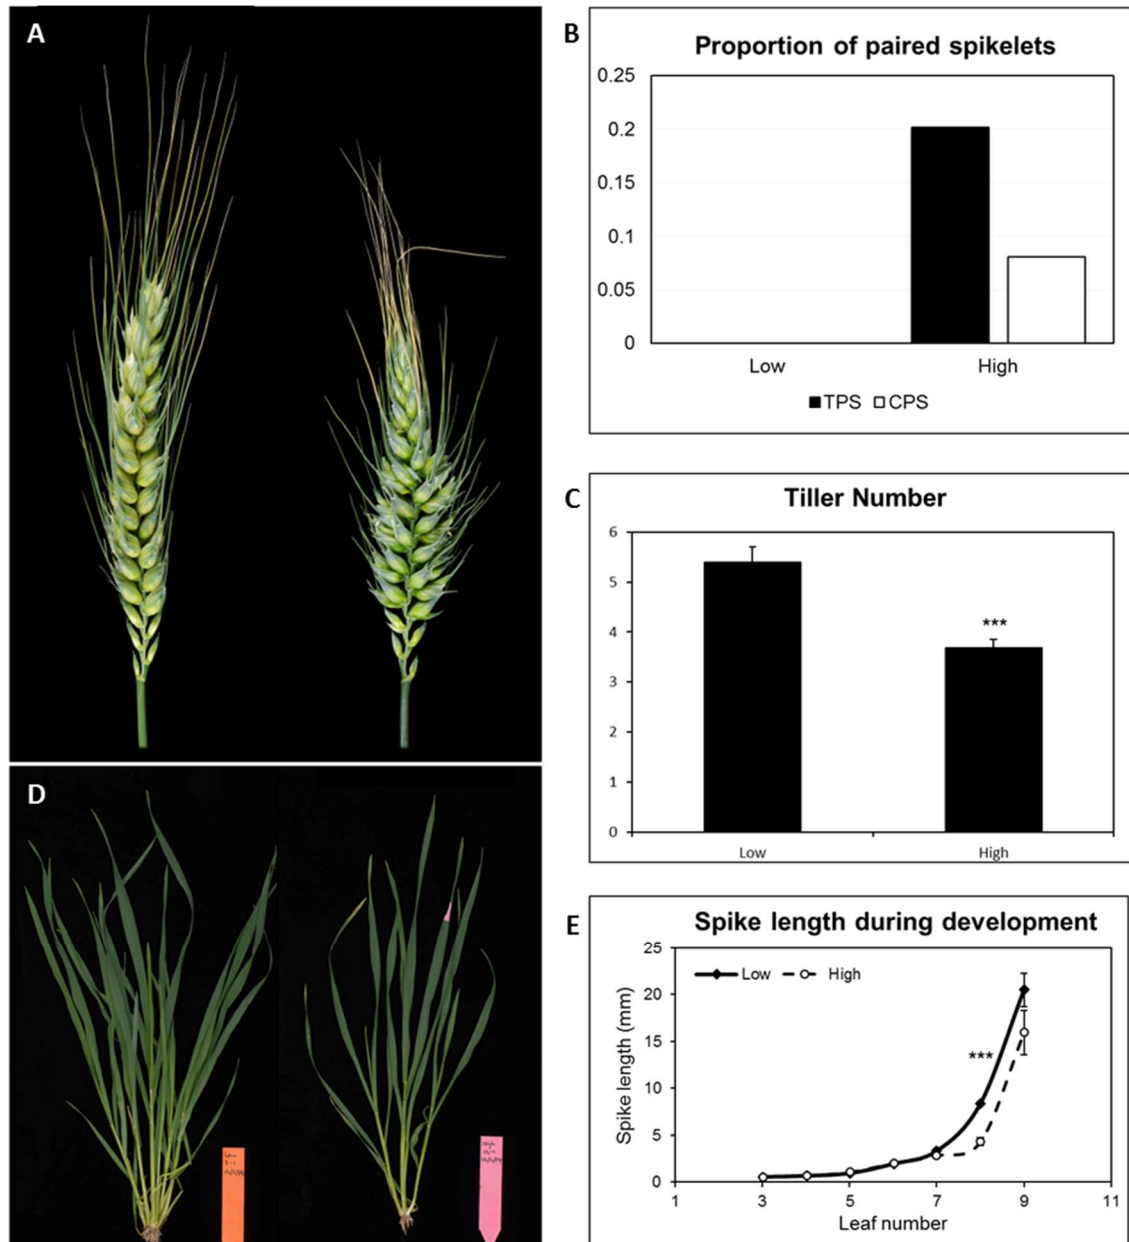 A
B
Proportion of paired spikelets
0.25
0.2
0.15
0.1
0.05
0
Low
High
TPS CPS
C
Tiller Number
6
5
4
3
2
1
0
***
Low
High
D
E
Spike length during development
25
20
15
10
5
0
Low High
***
Spike length (mm)
1 3 5 7 9 11
Leaf number